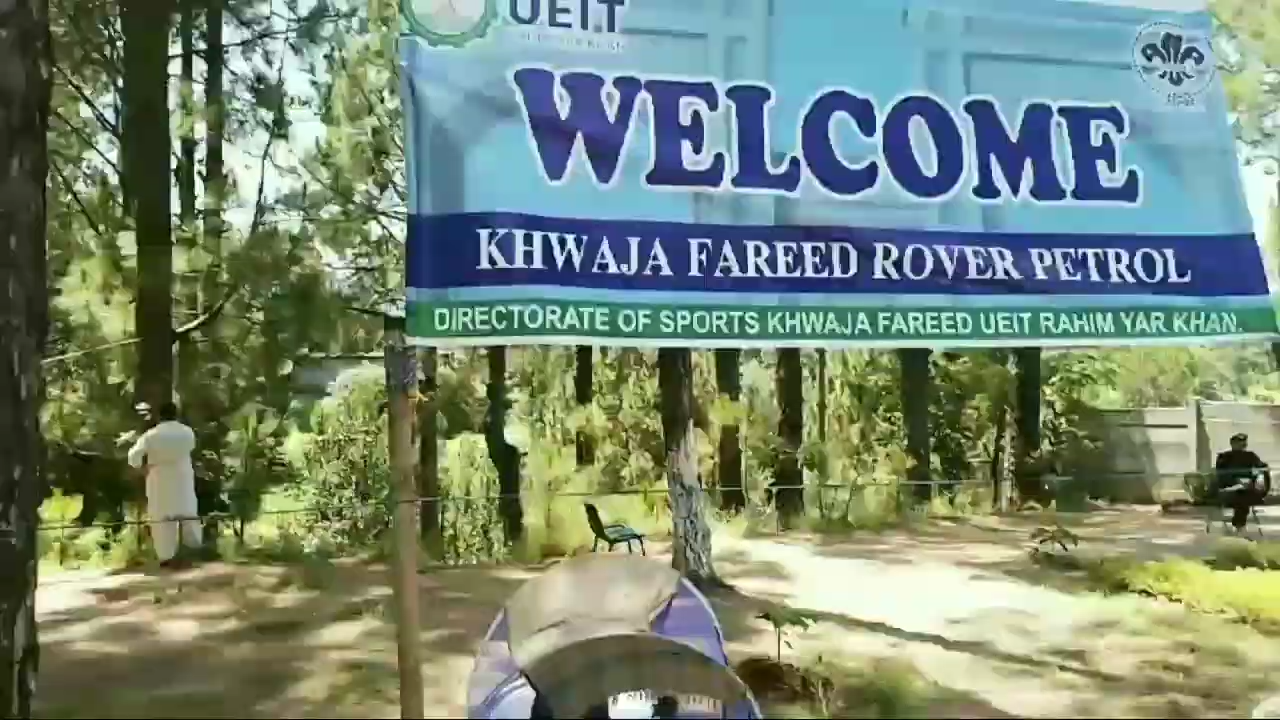 UEIT
WELCOME
KHWAJA FAREED ROVER PETROL
DIRECTORATE OF SPORTS KHWAJA FAREED UEIT RAHIM YAR KHAN.